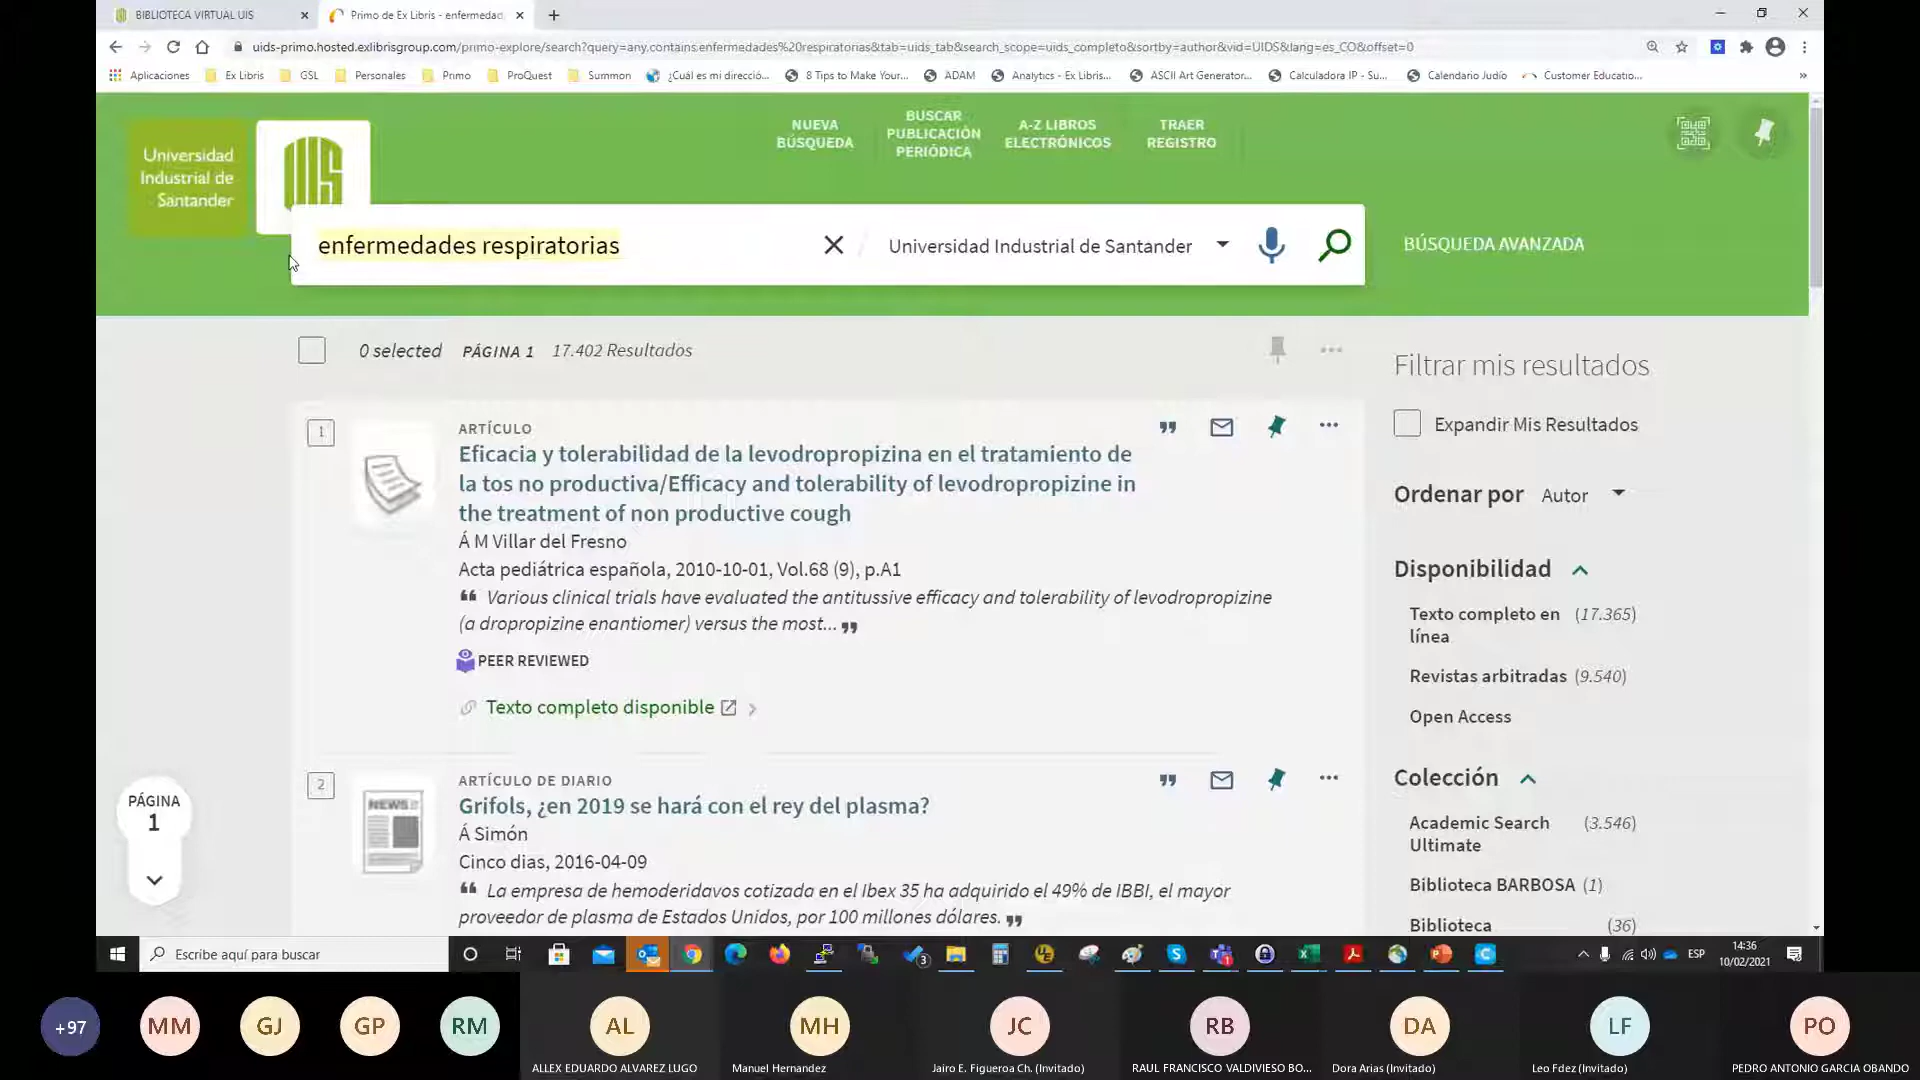 BIBLIOTECA VIRTUAL UIS
Primo de Ex Libris - enfermedad
uids-primo.hosted.exlibrisgroup.com/primo-explore/search?query=any,contains,enfermedades%20respiratorias&tab=uids_tab&search_scope=uids_completo&sortby=author&vid=UIDS&lang=es_CO&offset=0
Aplicaciones
Ex Libris
GSL
Personales
Primo
ProQuest
Summon
¿Cuál es mi direcció...
8 Tips to Make Your...
ADAM
Analytics - Ex Libris...
ASCII Art Generator...
Calculadora IP - Su...
Calendario Judío
Customer Educatio...
Universidad
Industrial de
Santander
UIS
NUEVA
BÚSQUEDA
BUSCAR
PUBLICACIÓN
PERIÓDICA
A-Z LIBROS
ELECTRÓNICOS
TRAER
REGISTRO
enfermedades respiratorias
Universidad Industrial de Santander
BÚSQUEDA AVANZADA
0 selected PÁGINA 1 17.402 Resultados
1
ARTÍCULO
Eficacia y tolerabilidad de la levodropropizina en el tratamiento de
la tos no productiva/Efficacy and tolerability of levodropropizine in
the treatment of non productive cough
Á M Villar del Fresno
Acta pediátrica española, 2010-10-01, Vol.68 (9), p.A1
Various clinical trials have evaluated the antitussive efficacy and tolerability of levodropropizine
(a dropropizine enantiomer) versus the most...
PEER REVIEWED
Texto completo disponible
2
ARTÍCULO DE DIARIO
NEWS
Grifols, ¿en 2019 se hará con el rey del plasma?
Á Simón
Cinco dias, 2016-04-09
La empresa de hemoderidavos cotizada en el Ibex 35 ha adquirido el 49% de IBBI, el mayor
proveedor de plasma de Estados Unidos, por 100 millones dólares.
PÁGINA
1
Filtrar mis resultados
Expandir Mis Resultados
Ordenar por Autor
Disponibilidad
Texto completo en (17.365)
línea
Revistas arbitradas (9.540)
Open Access
Colección
Academic Search (3.546)
Ultimate
Biblioteca BARBOSA (1)
Biblioteca (36)
Escribe aquí para buscar
3
ESP
14:36
10/02/2021
+97
MM
GJ
GP
RM
AL
MH
JC
RB
DA
LF
PO
ALLEX EDUARDO ALVAREZ LUGO
Manuel Hernandez
Jairo E. Figueroa Ch. (Invitado)
RAUL FRANCISCO VALDIVIESO BO...
Dora Arias (Invitado)
Leo Fdez (Invitado)
PEDRO ANTONIO GARCIA OBANDO